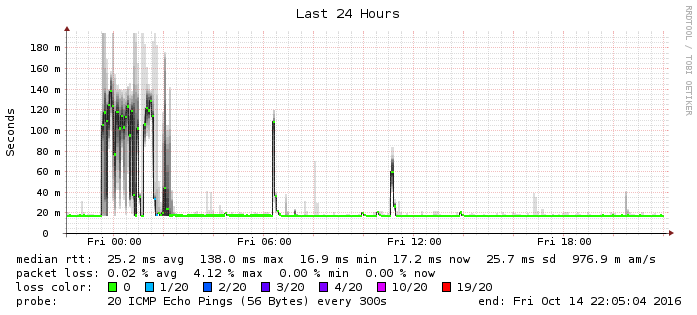 Last 24 Hours
RRDTOOL / TOBI OETIKER
Seconds
180 m
160 m
140 m
120 m
100 m
80 m
60 m
40 m
20 m
0
Fri 00:00 Fri 06:00 Fri 12:00 Fri 18:00
median rtt: 25.2 ms avg 138.0 ms max 16.9 ms min 17.2 ms now 25.7 ms sd 976.9 m am/s
packet loss: 0.02 % avg 4.12 % max 0.00 % min 0.00 % now
loss color: 0 1/20 2/20 3/20 4/20 10/20 19/20
probe: 20 ICMP Echo Pings (56 Bytes) every 300s end: Fri Oct 14 22:05:04 2016